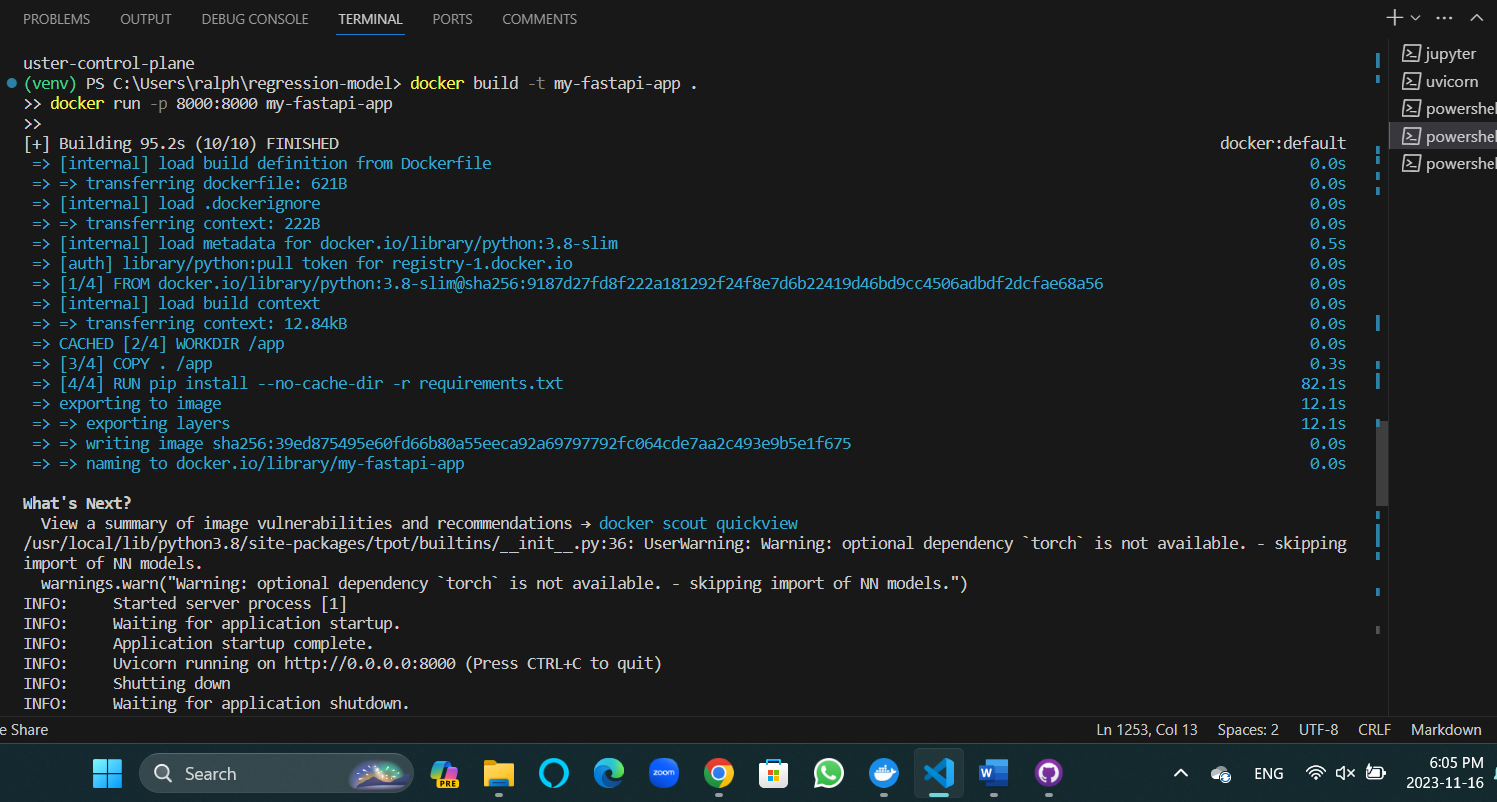 PROBLEMS OUTPUT DEBUG CONSOLE TERMINAL PORTS COMMENTS
uster-control-plane
(venv) PS C:\Users\ralph\regression-model> docker build -t my-fastapi-app .
>> docker run -p 8000:8000 my-fastapi-app
>>
[+] Building 95.2s (10/10) FINISHED docker:default
=> [internal] load build definition from Dockerfile 0.0s
=> => transferring dockerfile: 621B 0.0s
=> [internal] load .dockerignore 0.0s
=> => transferring context: 222B 0.0s
=> [internal] load metadata for docker.io/library/python:3.8-slim 0.5s
=> [auth] library/python:pull token for registry-1.docker.io 0.0s
=> [1/4] FROM docker.io/library/python:3.8-slim@sha256:9187d27fd8f222a181292f24f8e7d6b22419d46bd9cc4506adbdf2dcfae68a56 0.0s
=> [internal] load build context 0.0s
=> => transferring context: 12.84kB 0.0s
=> CACHED [2/4] WORKDIR /app 0.0s
=> [3/4] COPY . /app 0.3s
=> [4/4] RUN pip install --no-cache-dir -r requirements.txt 82.1s
=> exporting to image 12.1s
=> => exporting layers 12.1s
=> => writing image sha256:39ed875495e60fd66b80a55eeca92a69797792fc064cde7aa2c493e9b5e1f675 0.0s
=> => naming to docker.io/library/my-fastapi-app 0.0s
What's Next?
View a summary of image vulnerabilities and recommendations → docker scout quickview
/usr/local/lib/python3.8/site-packages/tpot/builtins/__init__.py:36: UserWarning: Warning: optional dependency `torch` is not available. - skipping
import of NN models.
warnings.warn("Warning: optional dependency `torch` is not available. - skipping import of NN models.")
INFO: Started server process [1]
INFO: Waiting for application startup.
INFO: Application startup complete.
INFO: Uvicorn running on http://0.0.0.0:8000 (Press CTRL+C to quit)
INFO: Shutting down
INFO: Waiting for application shutdown.
jupyter
uvicorn
powershel
powershel
powershel
e Share Ln 1253, Col 13 Spaces: 2 UTF-8 CRLF Markdown
Search
PRE
zoom
W
ENG
6:05 PM
2023-11-16